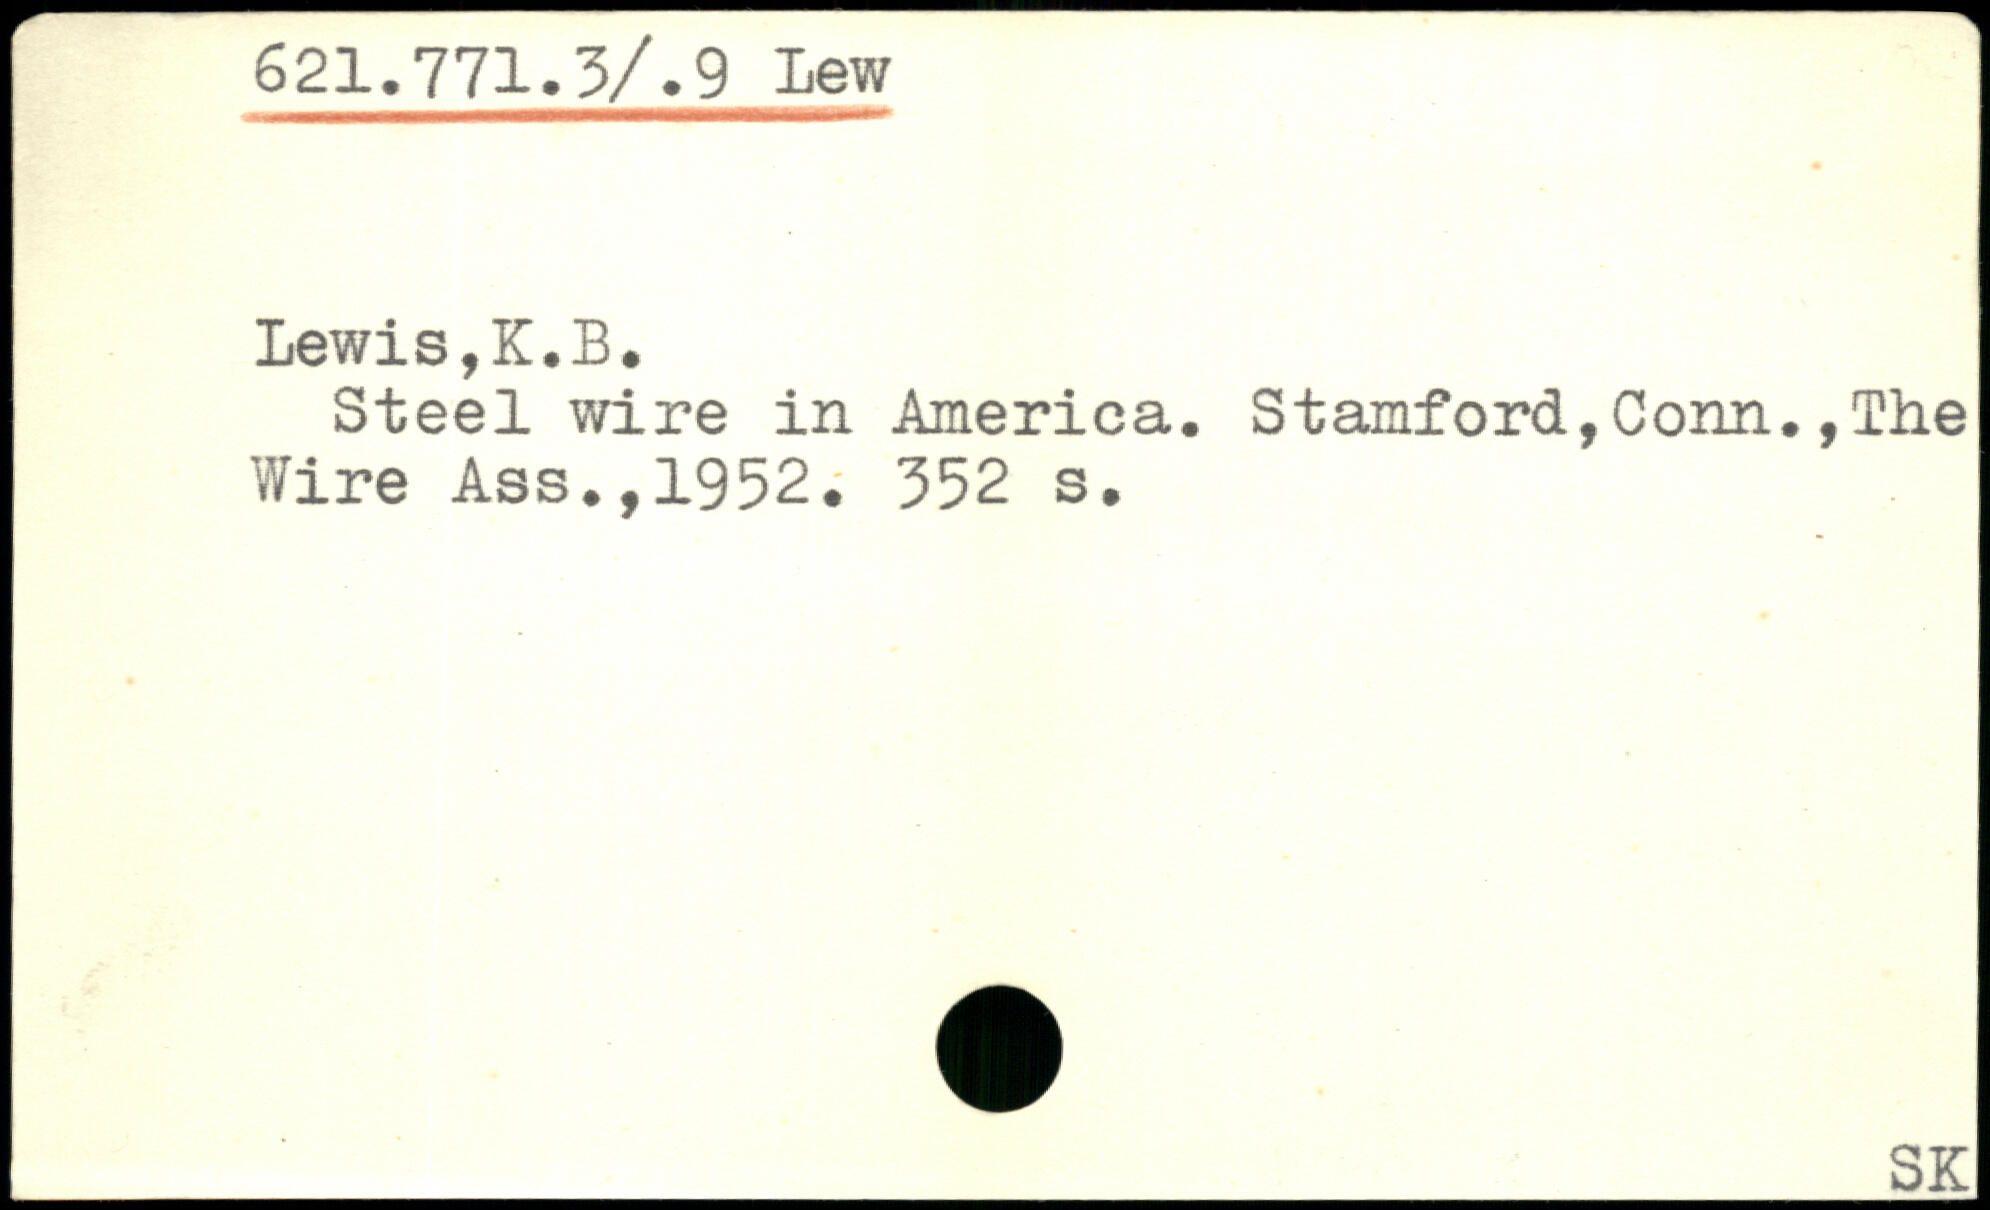 621.771.3/.9 Lew
Lewis,K.B.
Steel wire in America. Stamford,Conn.,The
Wire Ass.,1952. 352 s.
SK